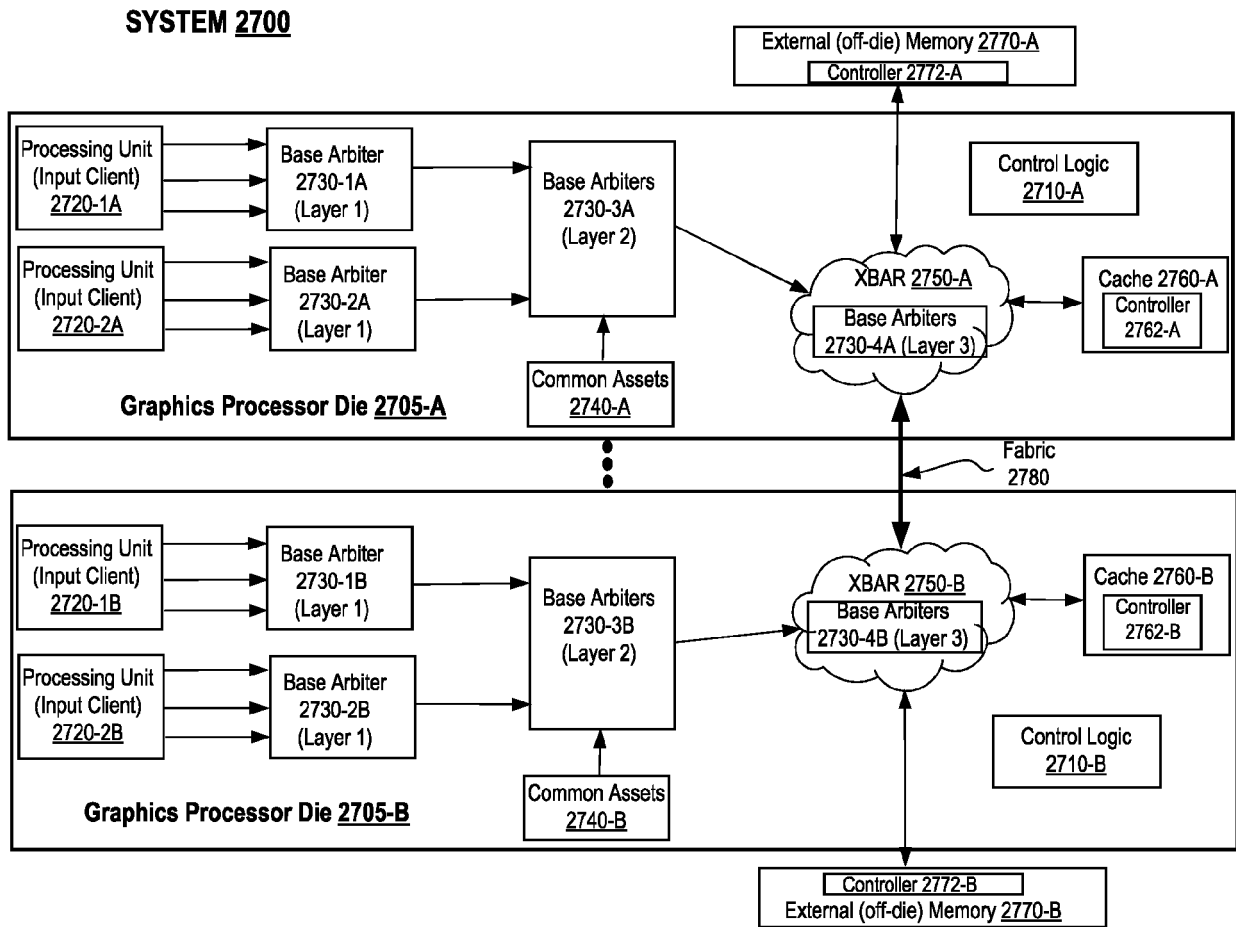 SYSTEM 2700
External (off-die) Memory 2770-A
Controller 2772-A
Processing Unit
(Input Client)
2720-1A
Base Arbiter
2730-1A
(Layer 1)
Base Arbiters
2730-3A
(Layer 2)
Control Logic
2710-A
Processing Unit
(Input Client)
2720-2A
Base Arbiter
2730-2A
(Layer 1)
XBAR 2750-A
Base Arbiters
2730-4A (Layer 3)
Cache 2760-A
Controller
2762-A
Common Assets
2740-A
Graphics Processor Die 2705-A
Fabric
2780
Processing Unit
(Input Client)
2720-1B
Base Arbiter
2730-1B
(Layer 1)
Base Arbiters
2730-3B
(Layer 2)
XBAR 2750-B
Base Arbiters
2730-4B (Layer 3)
Cache 2760-B
Controller
2762-B
Processing Unit
(Input Client)
2720-2B
Base Arbiter
2730-2B
(Layer 1)
Control Logic
2710-B
Common Assets
2740-B
Graphics Processor Die 2705-B
Controller 2772-B
External (off-die) Memory 2770-B